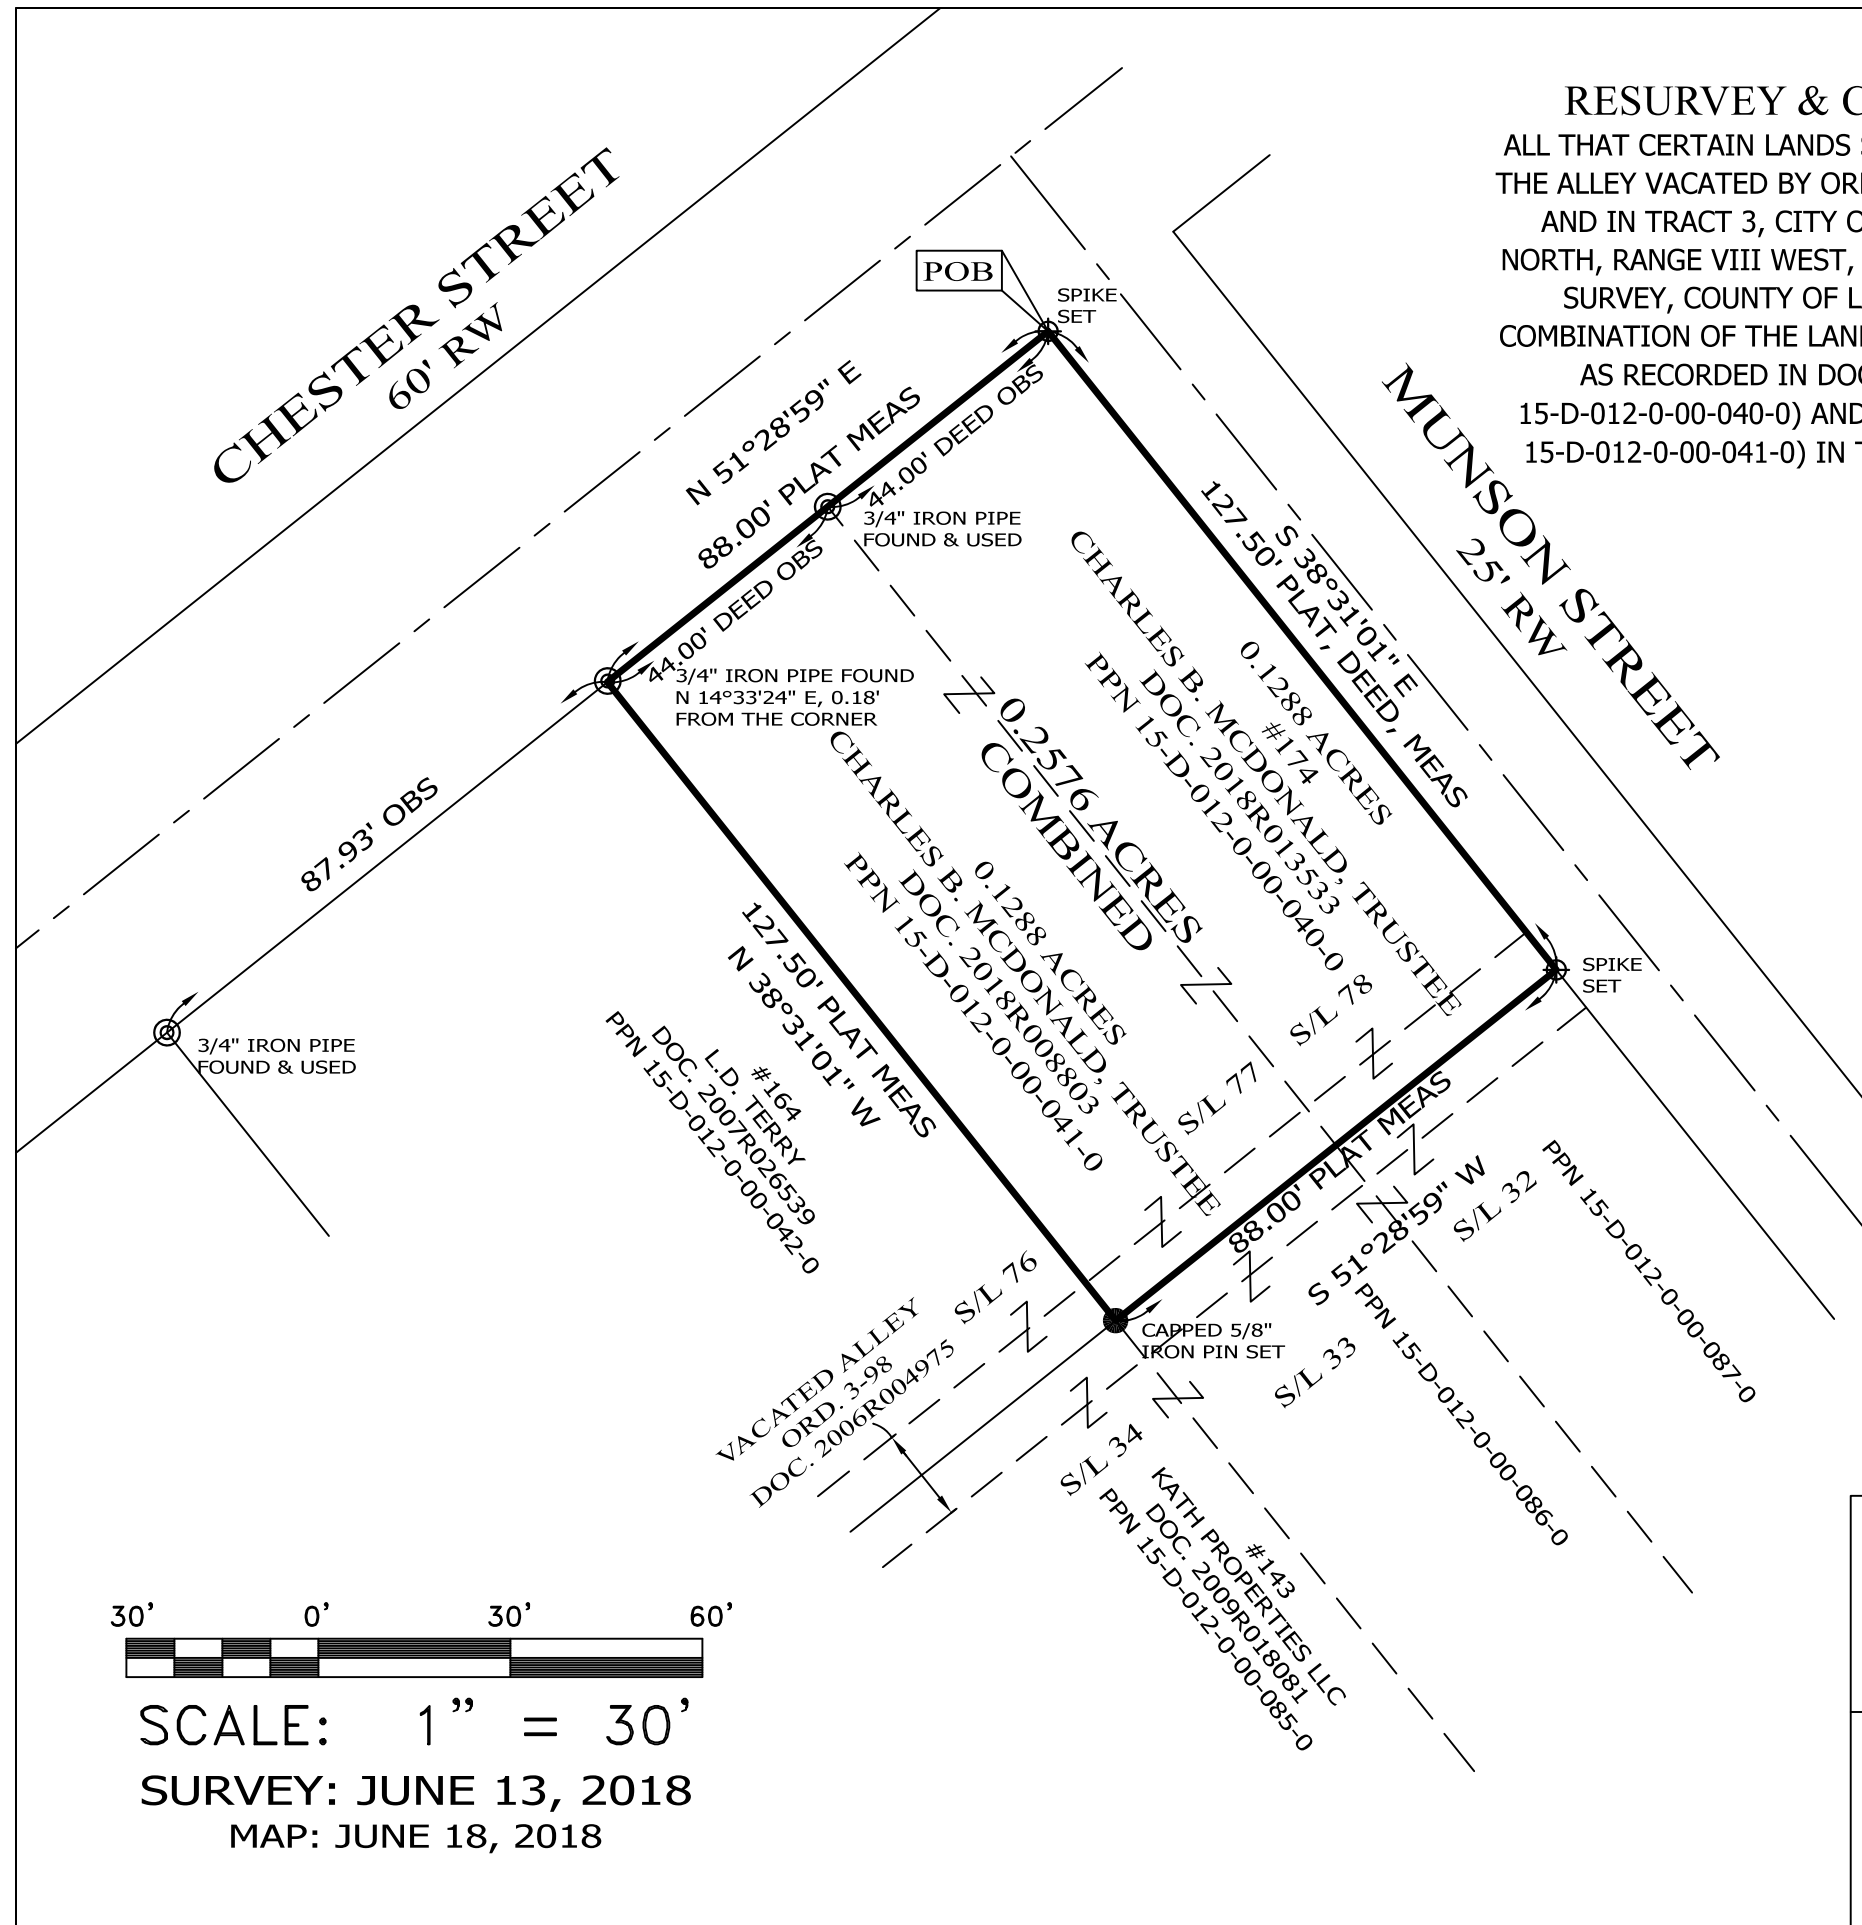 RESURVEY & C
ALL THAT CERTAIN LANDS
THE ALLEY VACATED BY ORD
AND IN TRACT 3, CITY O
NORTH, RANGE VIII WEST,
SURVEY, COUNTY OF L
COMBINATION OF THE LAN
AS RECORDED IN DOC
15-D-012-0-00-040-0) AND
15-D-012-0-00-041-0) IN T
CHESTER STREET
60' RW
POB
SPIKE
SET
N 51°28'59" E
88.00' PLAT MEAS
44.00' DEED OBS
3/4" IRON PIPE
FOUND & USED
44.00' DEED OBS
3/4" IRON PIPE FOUND
N 14°33'24" E, 0.18'
FROM THE CORNER
MUNSON STREET
25' RW
S 38°31'01" E
127.50' PLAT, DEED, MEAS
0.1288 ACRES
#174
CHARLES B. MCDONALD, TRUSTEE
DOC. 2018R013533
PPN 15-D-012-0-00-040-0
0.2576 ACRES
COMBINED
0.1288 ACRES
CHARLES B. MCDONALD, TRUSTEE
DOC. 2018R008803
PPN 15-D-012-0-00-041-0
87.93' OBS
3/4" IRON PIPE
FOUND & USED
127.50' PLAT MEAS
N 38°31'01" W
#164
L.D. TERRY
DOC. 2007R026539
PPN 15-D-012-0-00-042-0
SPIKE
SET
S/L 78
S/L 77
S/L 76
88.00' PLAT MEAS
S 51°28'59" W
CAPPED 5/8"
IRON PIN SET
VACATED ALLEY
ORD. 3-98
DOC. 2006R004975
S/L 32
PPN 15-D-012-0-00-087-0
S/L 33
PPN 15-D-012-0-00-086-0
S/L 34
#143
KATH PROPERTIES LLC
DOC. 2009R018081
PPN 15-D-012-0-00-085-0
30' 0' 30' 60'
SCALE: 1" = 30'
SURVEY: JUNE 13, 2018
MAP: JUNE 18, 2018